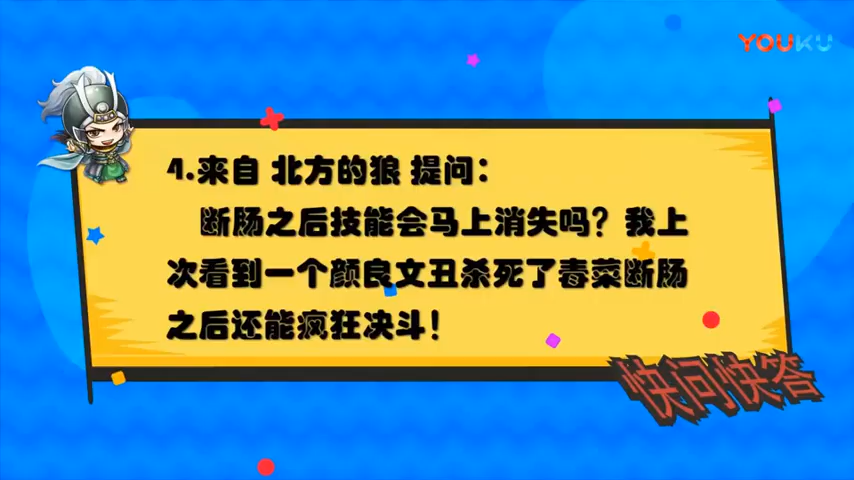 YOUKU
4.来自 北方的狼 提问：
断肠之后技能会马上消失吗？我上
次看到一个颜良文丑杀死了毒菜断肠
之后还能疯狂决斗！
快问快答